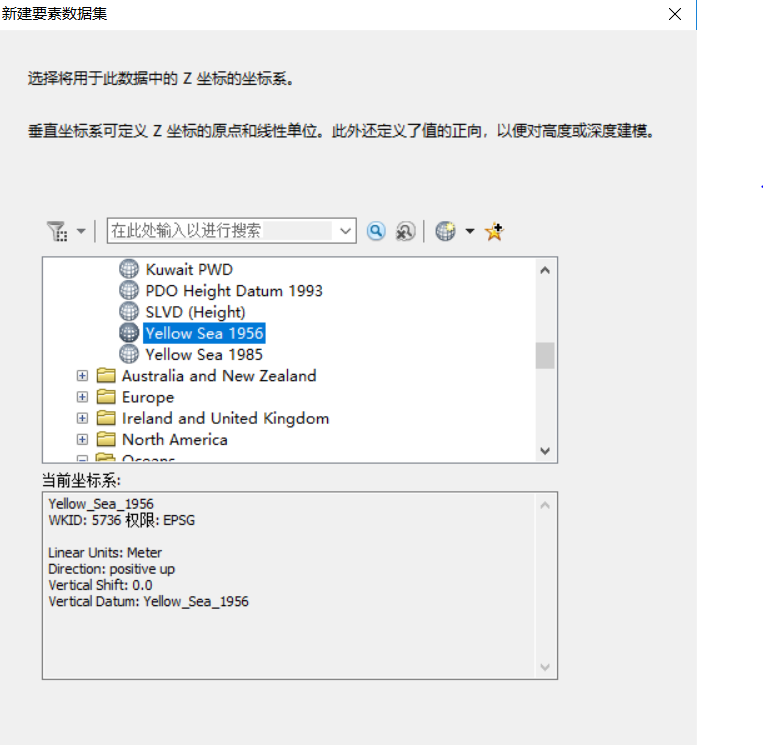 新建要素数据集
选择将用于此数据中的 Z 坐标的坐标系。
垂直坐标系可定义 Z 坐标的原点和线性单位。此外还定义了值的正向，以便对高度或深度建模。
在此处输入以进行搜索
Kuwait PWD
PDO Height Datum 1993
SLVD (Height)
Yellow Sea 1956
Yellow Sea 1985
Australia and New Zealand
Europe
Ireland and United Kingdom
North America
Oceans
当前坐标系:
Yellow_Sea_1956
WKID: 5736 权限: EPSG
Linear Units: Meter
Direction: positive up
Vertical Shift: 0.0
Vertical Datum: Yellow_Sea_1956